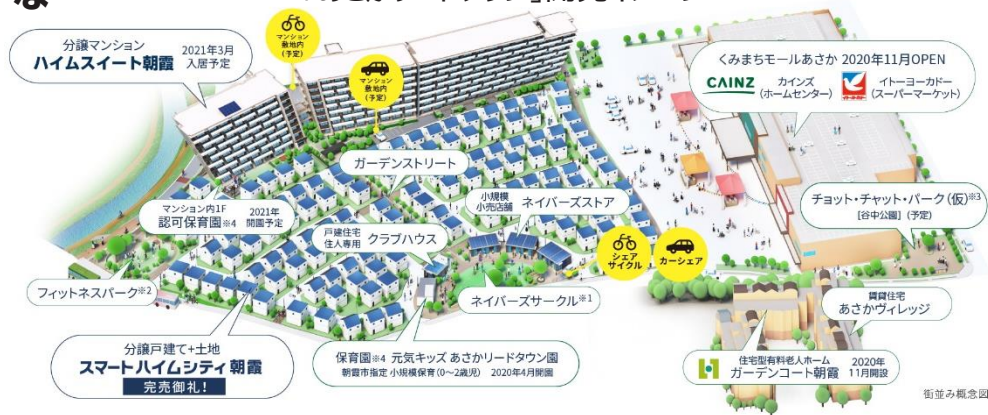 分譲マンション
ハイムスイート朝霞
2021年3月
入居予定
マンション
敷地内
(予定)
マンション
敷地内
(予定)
くみまちモールあさか 2020年11月OPEN
CAINZ
カインズ
(ホームセンター)
イトーヨーカドー
(スーパーマーケット)
ガーデンストリート
小規模
小売店舗
ネイバーズストア
チョット・チャット・パーク(仮)※3
[谷中公園](予定)
マンション内1F
認可保育園※4
2021年
開園予定
戸建住宅
住人専用
クラブハウス
シェア
サイクル
カーシェア
フィットネスパーク※2
ネイバーズサークル※1
賃貸住宅
あさかヴィレッジ
分譲戸建て+土地
スマートハイムシティ朝霞
完売御礼!
保育園※4 元気キッズ あさかリードタウン園
朝霞市指定 小規模保育(0〜2歳児) 2020年4月開園
住宅型有料老人ホーム
ガーデンコート朝霞
2020年
11月開設
街並み概念図